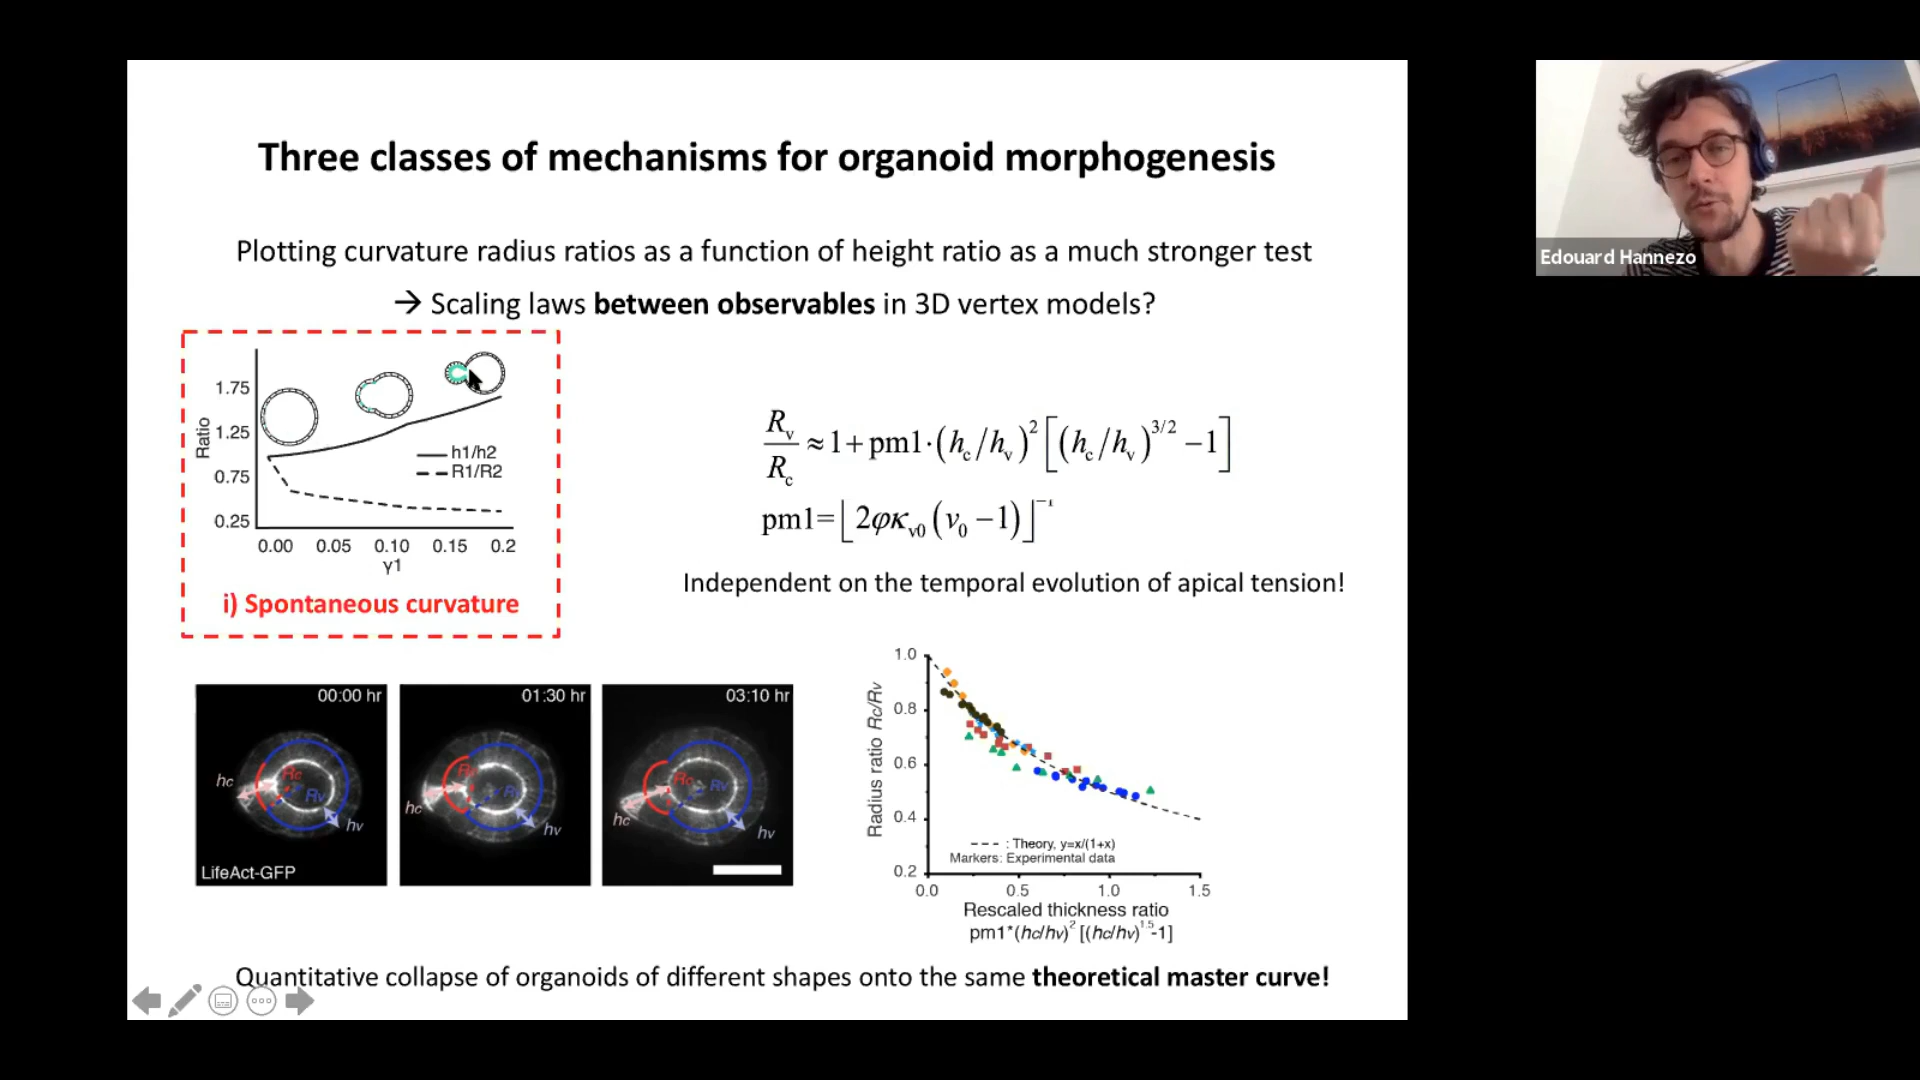 Three classes of mechanisms for organoid morphogenesis
Edouard Hannezo
Plotting curvature radius ratios as a function of height ratio as a much stronger test
→ Scaling laws between observables in 3D vertex models?
Ratio
1.75
1.25
0.75
0.25
h1/h2
R1/R2
0.00 0.05 0.10 0.15 0.2
γ1
i) Spontaneous curvature
Rv/Rc ≈ 1 + pm1·(hc/hv)² [(hc/hv)^3/2 − 1]
pm1=⌊2φκv0 (v0 − 1)⌋
Independent on the temporal evolution of apical tension!
00:00 hr
hc
Rc
Rv
hv
LifeAct-GFP
01:30 hr
hc
Rv
hv
03:10 hr
hc
Rc
Rv
hv
Radius ratio Rc/Rv
1.0
0.8
0.6
0.4
0.2
--- : Theory, y=x/(1+x)
Markers: Experimental data
0.0 0.5 1.0 1.5
Rescaled thickness ratio
pm1*(hc/hv)² [(hc/hv)^1.5-1]
Quantitative collapse of organoids of different shapes onto the same theoretical master curve!